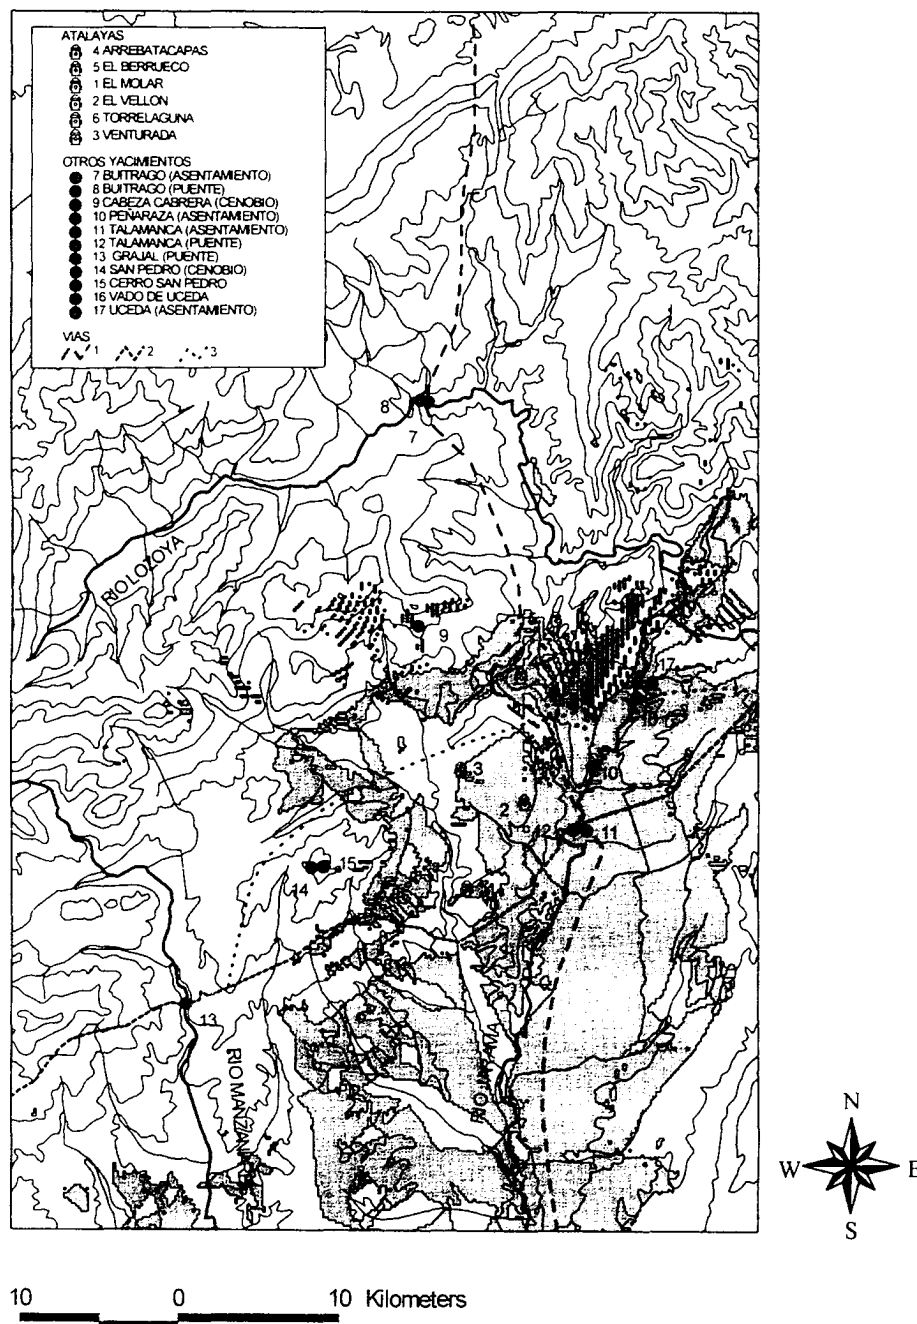 ATALAYAS
4 ARREBATACAPAS
5 EL BERRUECO
1 EL MOLAR
2 EL VELLON
6 TORRELAGUNA
3 VENTURADA
OTROS YACIMIENTOS
7 BUITRAGO (ASENTAMIENTO)
8 BUITRAGO (PUENTE)
9 CABEZA CABRERA (CENOBIO)
10 PEÑARAZA (ASENTAMIENTO)
11 TALAMANCA (ASENTAMIENTO)
12 TALAMANCA (PUENTE)
13 GRAJAL (PUENTE)
14 SAN PEDRO (CENOBIO)
15 CERRO SAN PEDRO
16 VADO DE UCEDA
17 UCEDA (ASENTAMIENTO)
VIAS
1 2 3
8
7
RIO LOZOYA
9
17
3
10
2
12
11
15
14
13
N
W E
S
10 0 10 Kilometers